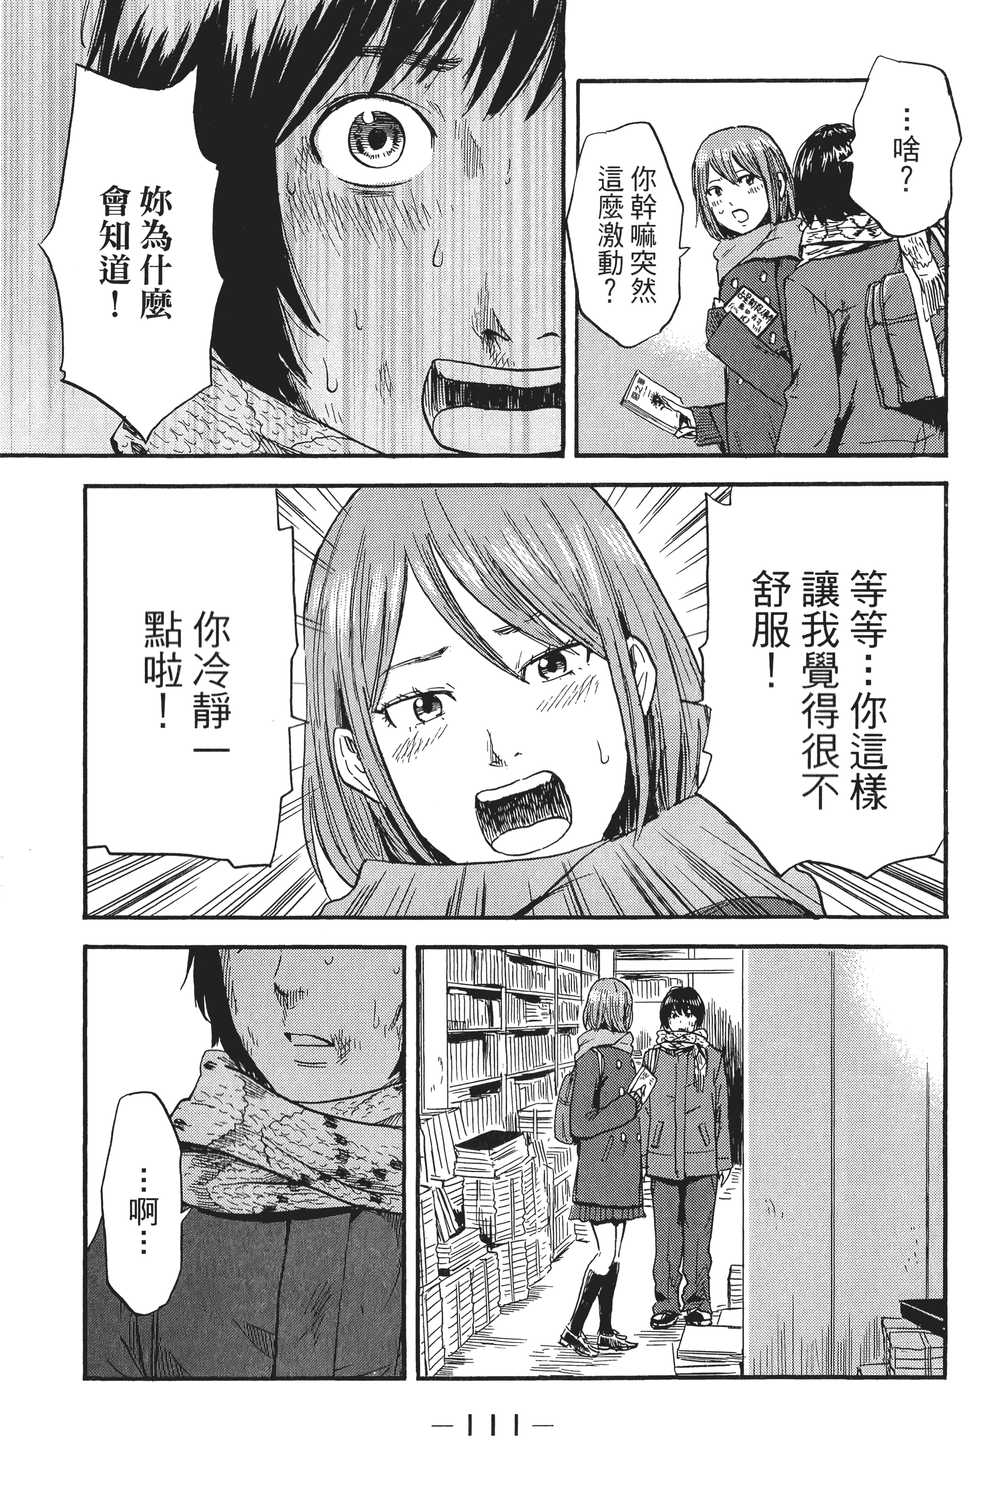 …啥?
你幹嘛突然
這麼激動?
妳為什麼
會知道!
等等…你這樣
讓我覺得很不
舒服!
你冷靜一
點啦!
…啊…
— 111 —